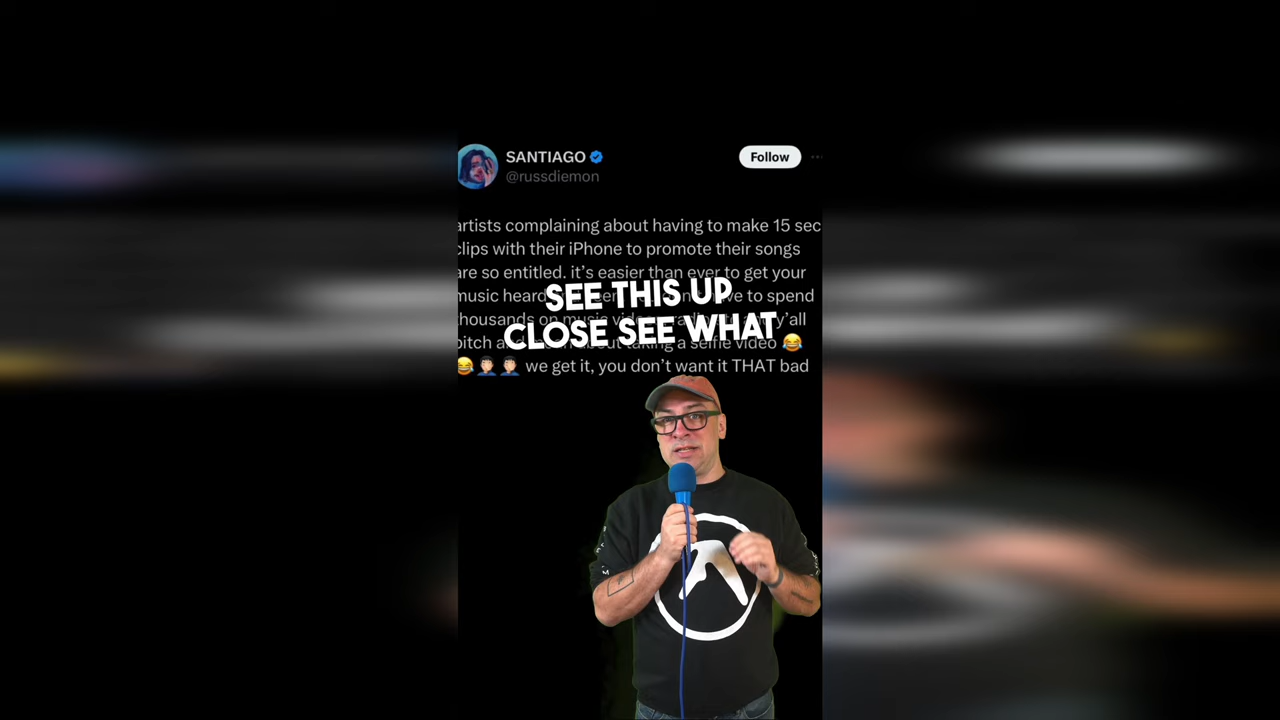 SANTIAGO
@russdiemon
Follow
artists complaining about having to make 15 sec
clips with their iPhone to promote their songs
are so entitled. it's easier than ever to get your
music heard to spend
thousands on music y'all
about taking a selfie video 😂
😂🤦🏻‍♂️🤦🏻‍♂️ we get it, you don't want it THAT bad
SEE THIS UP
CLOSE SEE WHAT